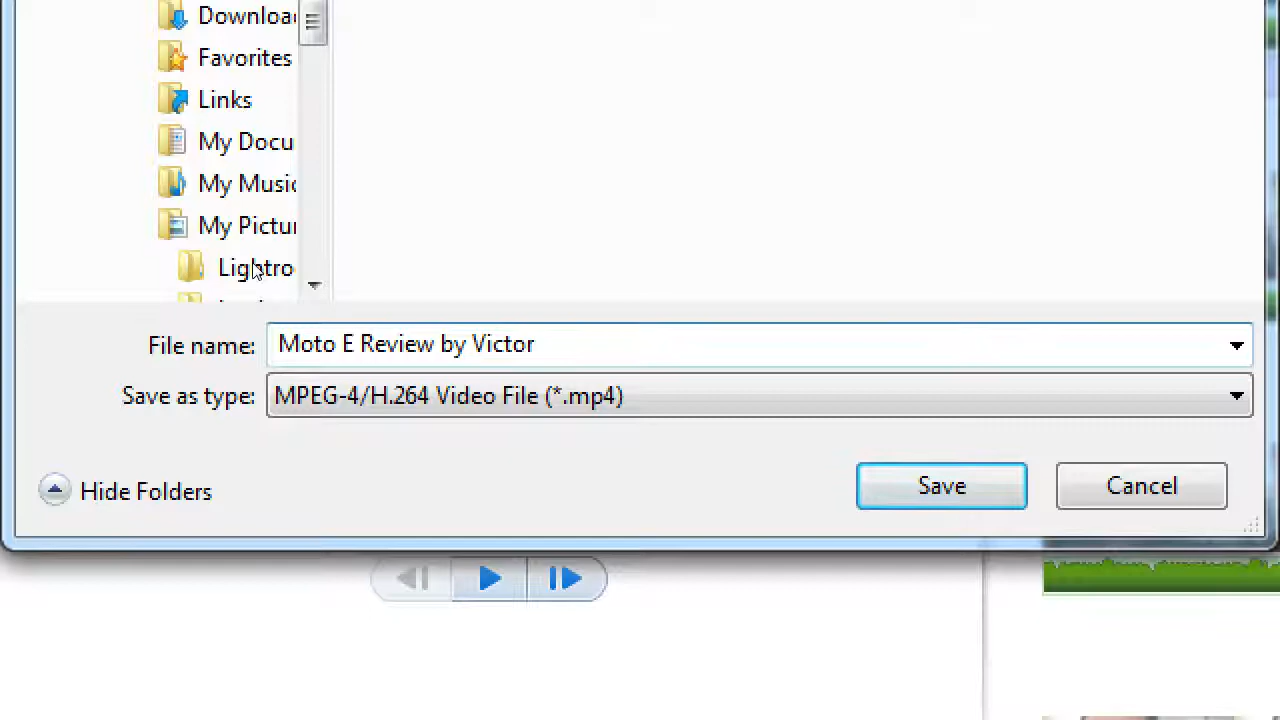 Downloa
Favorites
Links
My Docu
My Music
My Pictur
Lightro
File name: Moto E Review by Victor
Save as type: MPEG-4/H.264 Video File (*.mp4)
Hide Folders
Save Cancel